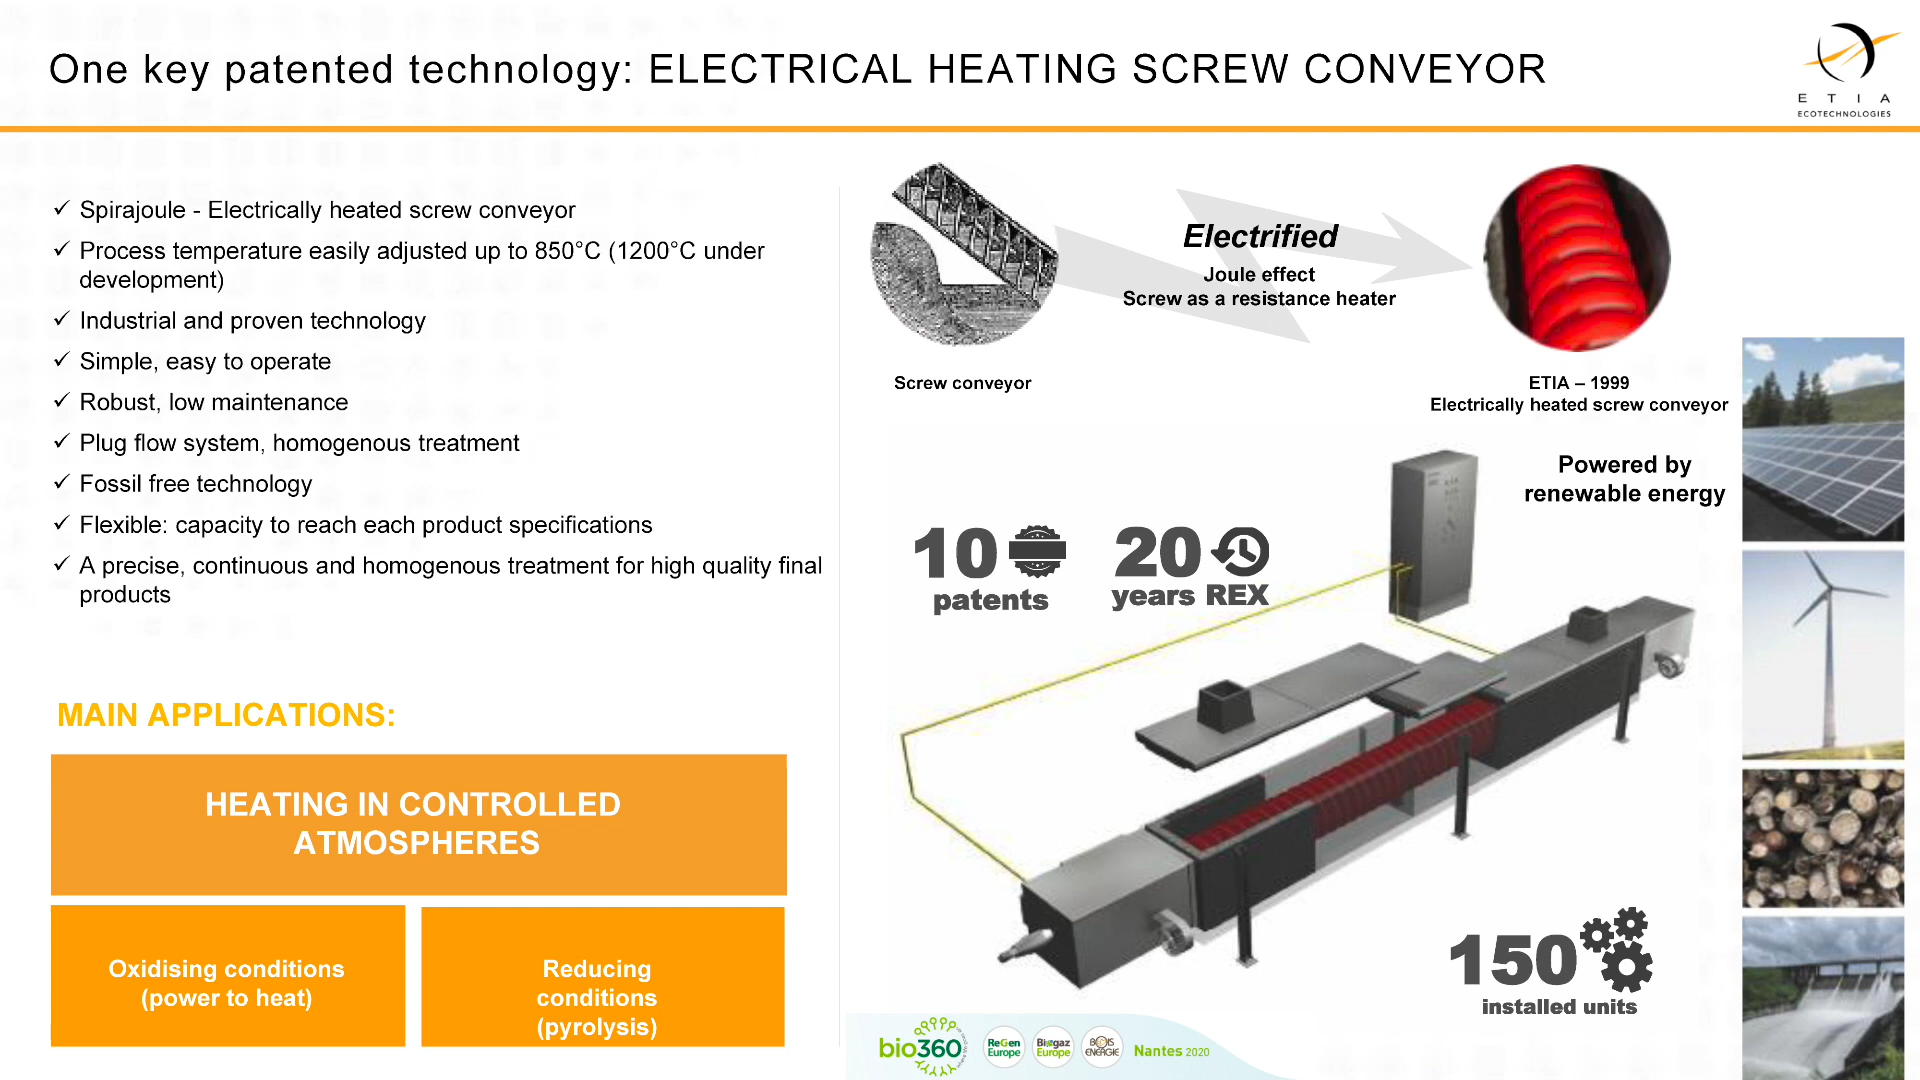 One key patented technology: ELECTRICAL HEATING SCREW CONVEYOR
E T I A
ECOTECHNOLOGIES
✓ Spirajoule - Electrically heated screw conveyor
✓ Process temperature easily adjusted up to 850°C (1200°C under
development)
✓ Industrial and proven technology
✓ Simple, easy to operate
✓ Robust, low maintenance
✓ Plug flow system, homogenous treatment
✓ Fossil free technology
✓ Flexible: capacity to reach each product specifications
✓ A precise, continuous and homogenous treatment for high quality final
products
MAIN APPLICATIONS:
HEATING IN CONTROLLED
ATMOSPHERES
Oxidising conditions
(power to heat)
Reducing
conditions
(pyrolysis)
Electrified
Joule effect
Screw as a resistance heater
Screw conveyor
ETIA – 1999
Electrically heated screw conveyor
Powered by
renewable energy
10
patents
20
years REX
150
installed units
bio360
ReGen
Europe
Biogaz
Europe
BOIS
ENERGIE
Nantes 2020